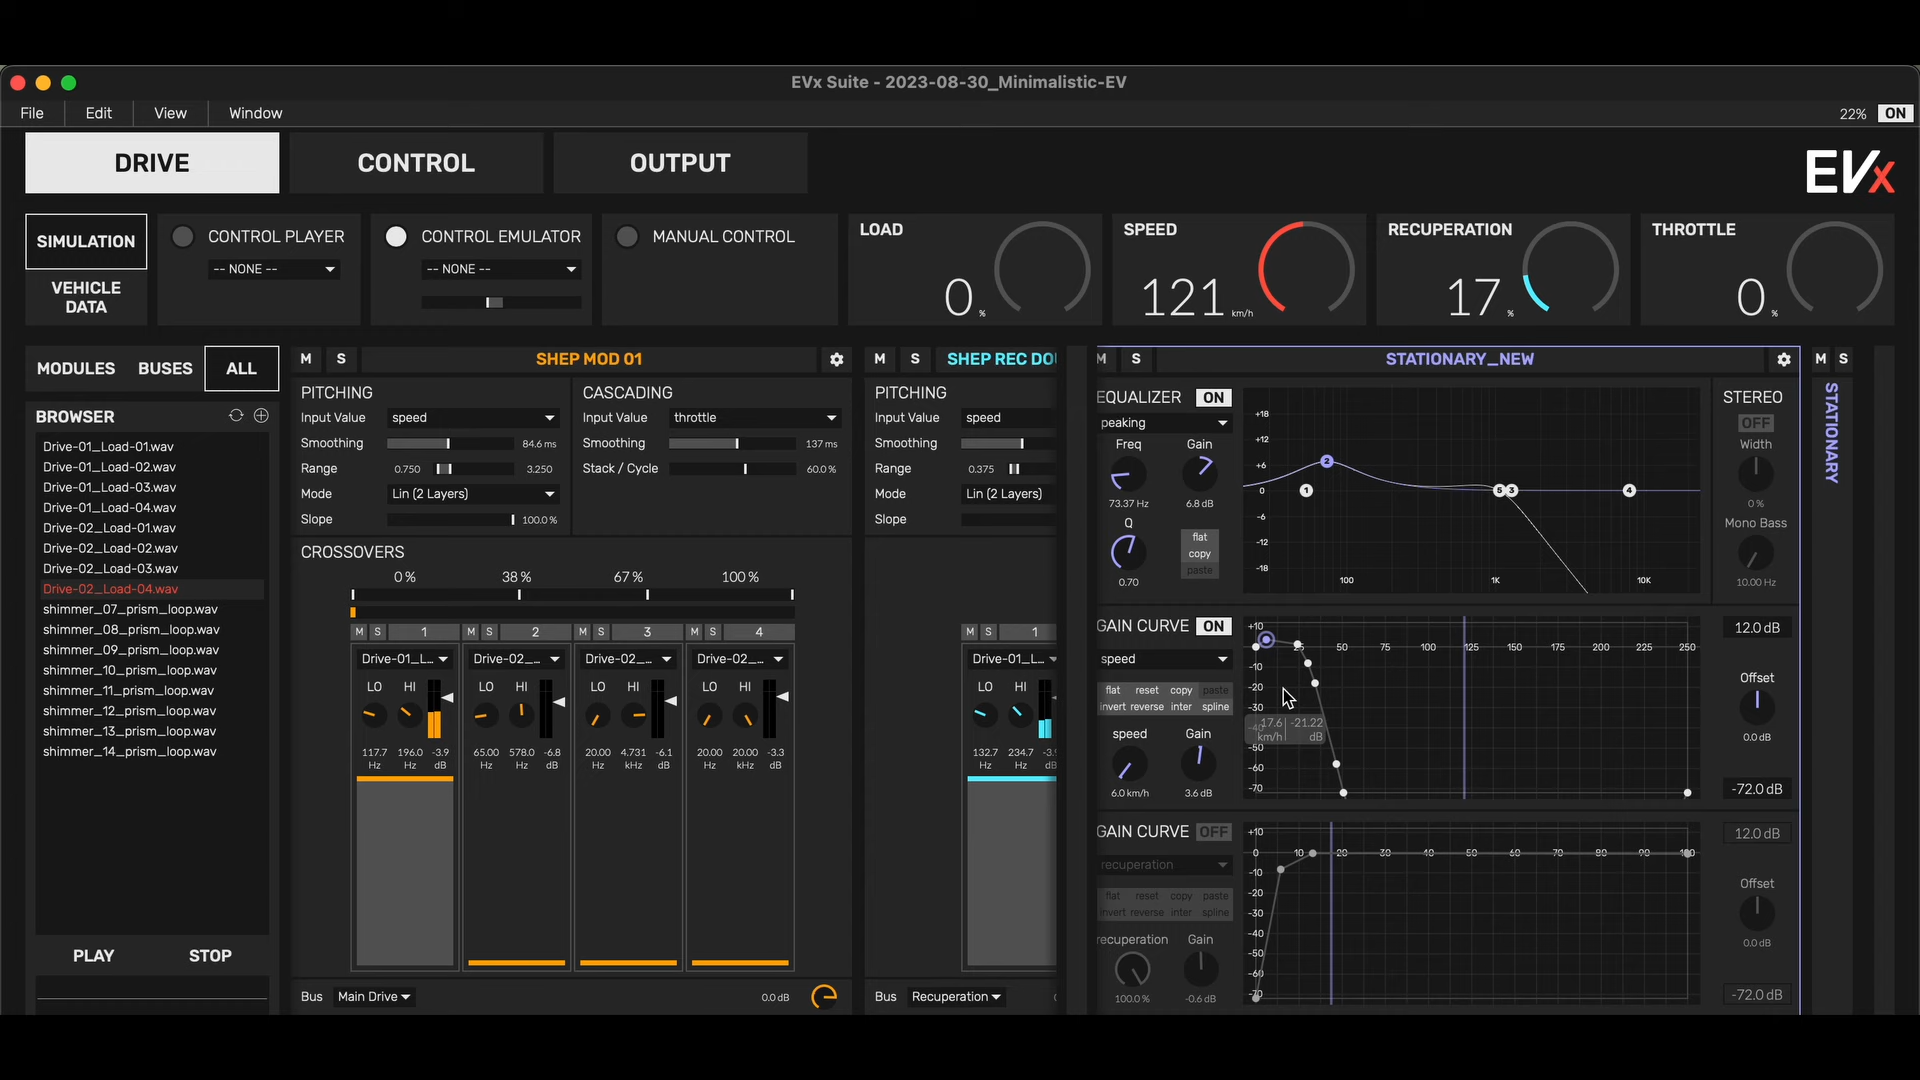 EVx Suite - 2023-08-30_Minimalistic-EV
File Edit View Window 22% ON
DRIVE CONTROL OUTPUT
EVx
SIMULATION
VEHICLE
DATA
CONTROL PLAYER
-- NONE --
CONTROL EMULATOR
-- NONE --
MANUAL CONTROL
LOAD
0 %
SPEED
121 km/h
RECUPERATION
17 %
THROTTLE
0 %
MODULES BUSES ALL
BROWSER
Drive-01_Load-01.wav
Drive-01_Load-02.wav
Drive-01_Load-03.wav
Drive-01_Load-04.wav
Drive-02_Load-01.wav
Drive-02_Load-02.wav
Drive-02_Load-03.wav
Drive-02_Load-04.wav
shimmer_07_prism_loop.wav
shimmer_08_prism_loop.wav
shimmer_09_prism_loop.wav
shimmer_10_prism_loop.wav
shimmer_11_prism_loop.wav
shimmer_12_prism_loop.wav
shimmer_13_prism_loop.wav
shimmer_14_prism_loop.wav
PLAY STOP
M S SHEP MOD 01
PITCHING
Input Value speed
Smoothing 84.6 ms
Range 0.750 3.250
Mode Lin (2 Layers)
Slope 100.0 %
CASCADING
Input Value throttle
Smoothing 137 ms
Stack / Cycle 60.0 %
CROSSOVERS
0 % 38 % 67 % 100 %
M S 1 M S 2 M S 3 M S 4
Drive-01_L... Drive-02_... Drive-02_... Drive-02_...
LO HI LO HI LO HI LO HI
117.7 196.0 -3.9 65.00 578.0 -6.8 20.00 4.731 -6.1 20.00 20.00 -3.3
Hz Hz dB Hz Hz dB Hz kHz dB Hz kHz dB
Bus Main Drive 0.0 dB
M S SHEP REC DOU
PITCHING
Input Value speed
Smoothing
Range 0.375
Mode Lin (2 Layers)
Slope
M S 1
Drive-01_L...
LO HI
132.7 234.7 -3.9
Hz Hz dB
Bus Recuperation
M S STATIONARY_NEW
EQUALIZER ON
peaking
Freq Gain
73.37 Hz 6.8 dB
Q
0.70
flat
copy
paste
+18
+12
+6
0
-6
-12
-18
1 2 5 3 4
100 1K 10K
STEREO
OFF
Width
0 %
Mono Bass
10.00 Hz
GAIN CURVE ON
speed
flat reset copy paste
invert reverse inter spline
speed Gain
6.0 km/h 3.6 dB
+10
25 50 75 100 125 150 175 200 225 250
-10
-20
-30
-50
-60
-70
17.6 -21.22
km/h dB
12.0 dB
Offset
0.0 dB
-72.0 dB
GAIN CURVE OFF
recuperation
flat reset copy paste
invert reverse inter spline
recuperation Gain
100.0 % -0.6 dB
+10
0 10 20 30 40 50 60 70 80 90 100
-10
-20
-30
-40
-50
-60
-70
12.0 dB
Offset
0.0 dB
-72.0 dB
M S
STATIONARY